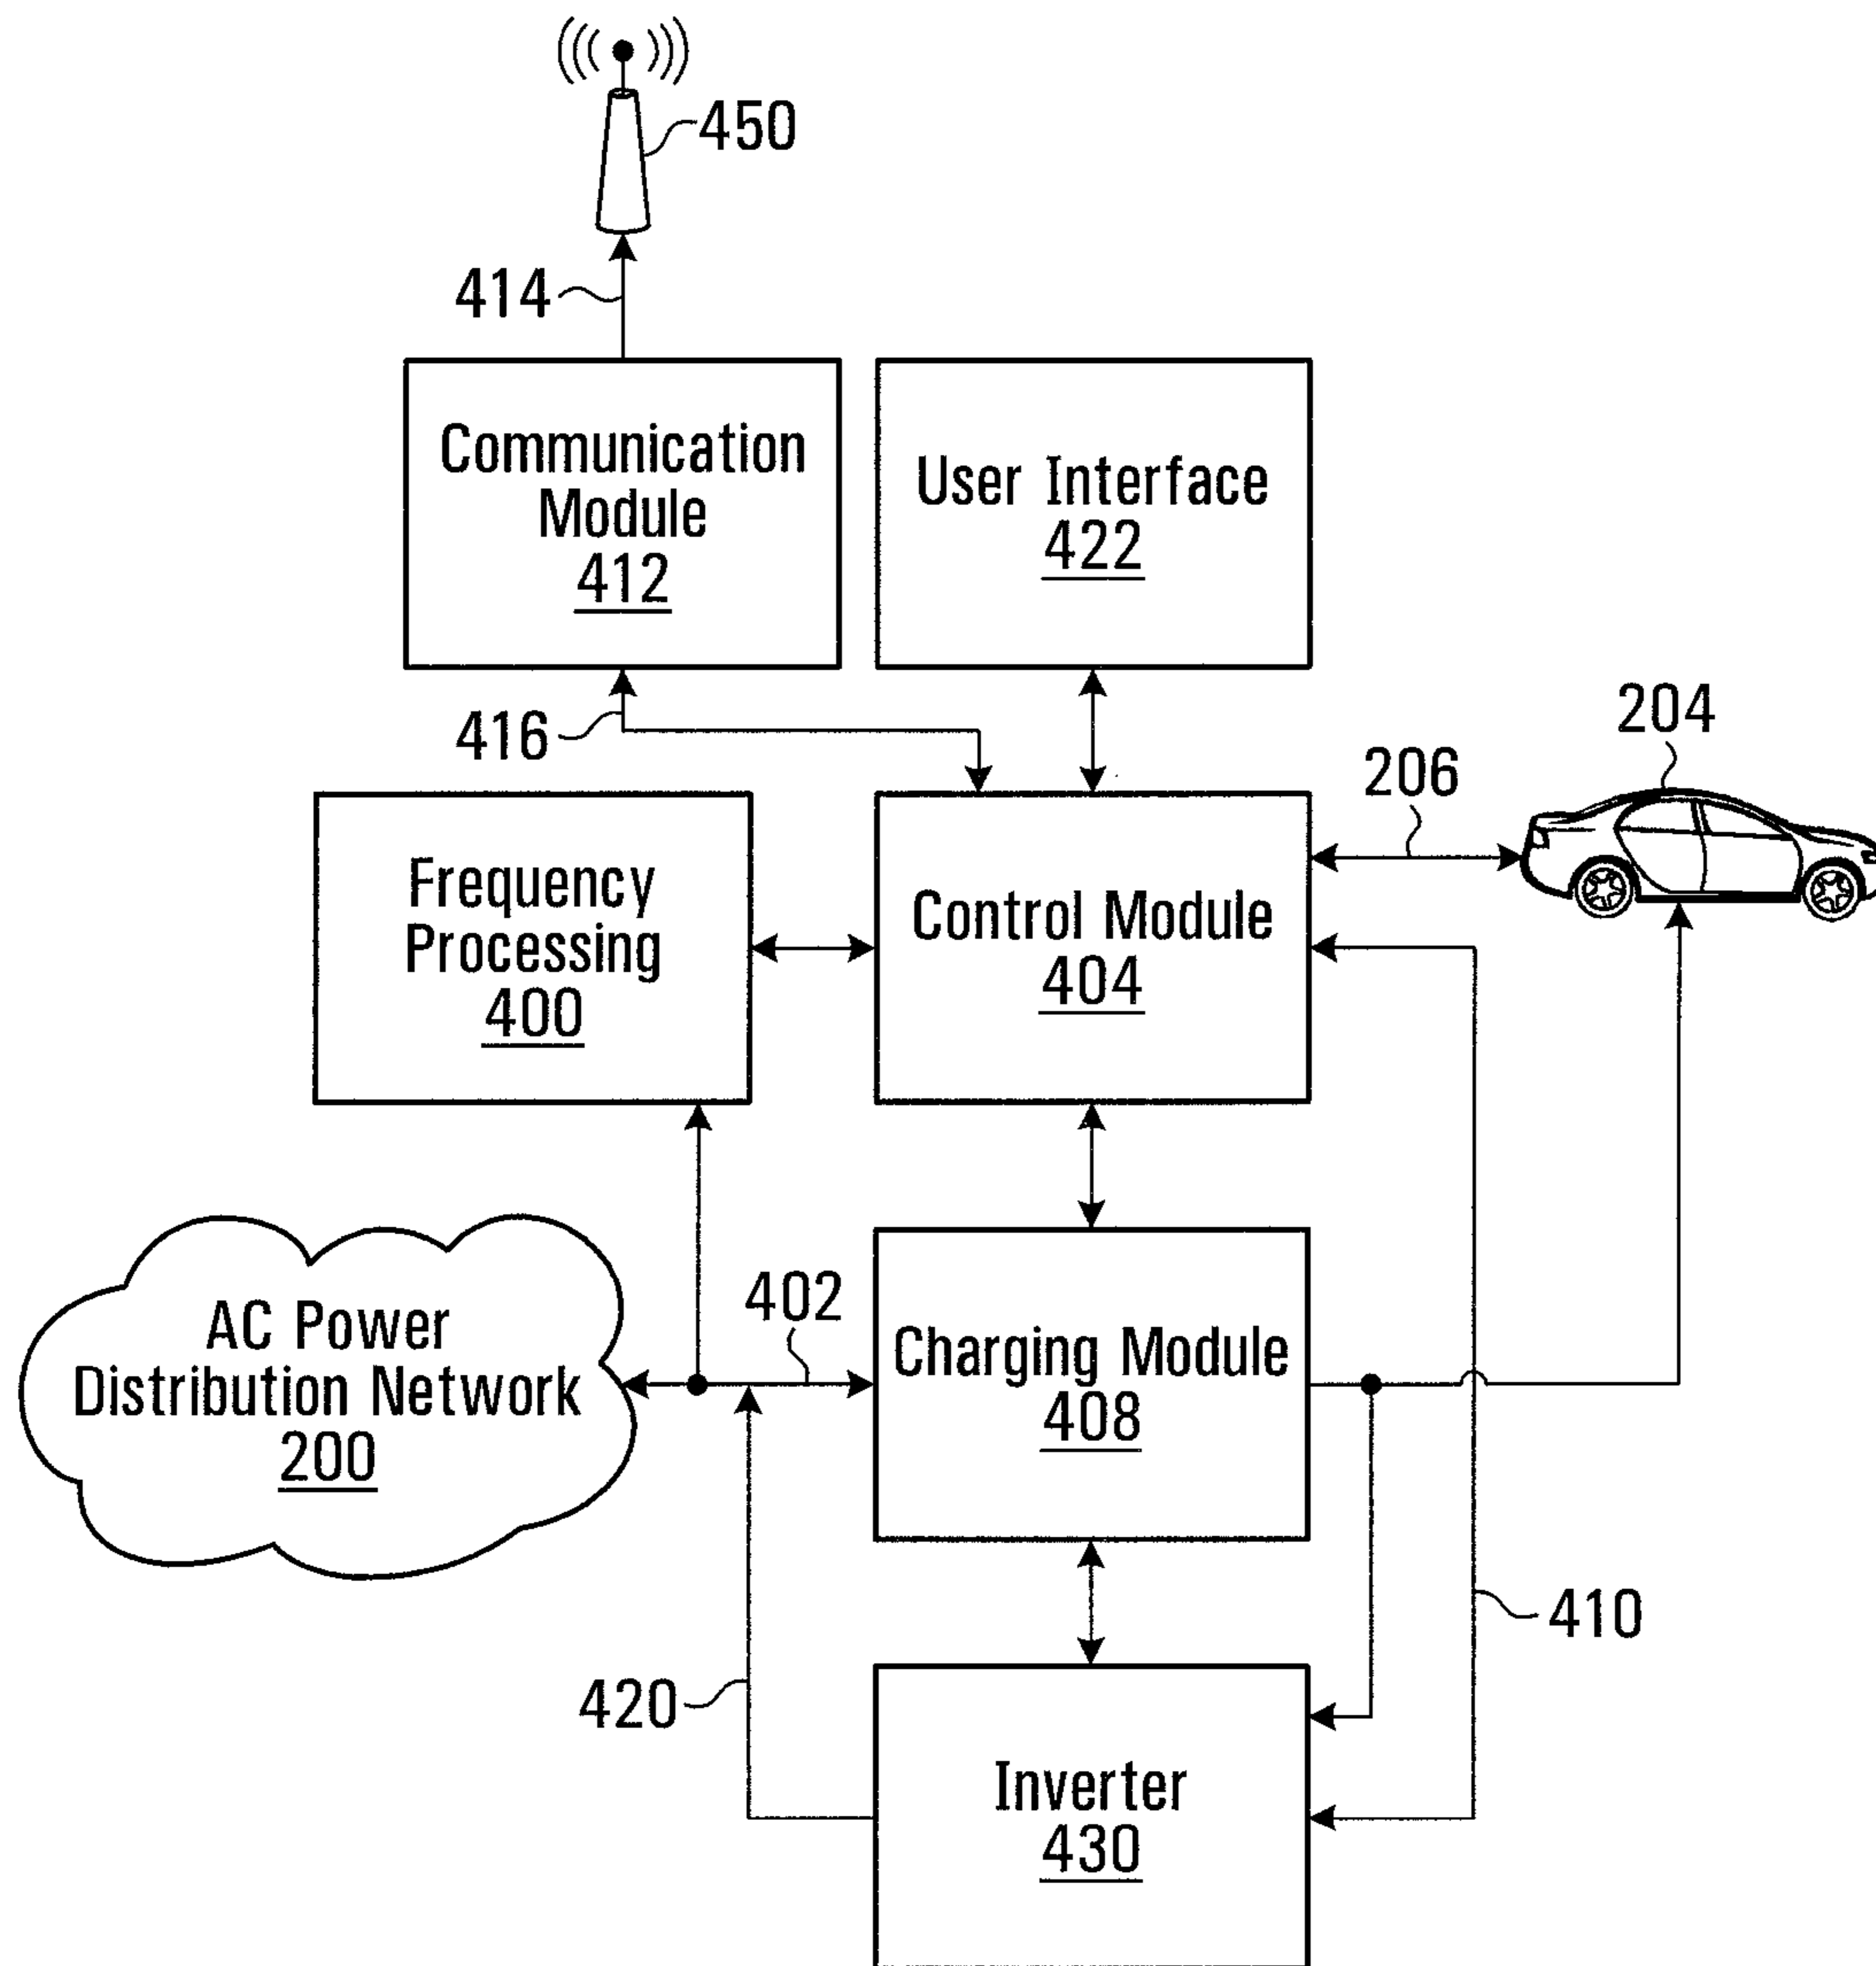 450
414
Communication
Module
412
User Interface
422
416
204
206
Frequency
Processing
400
Control Module
404
AC Power
Distribution Network
200
402
Charging Module
408
410
420
Inverter
430